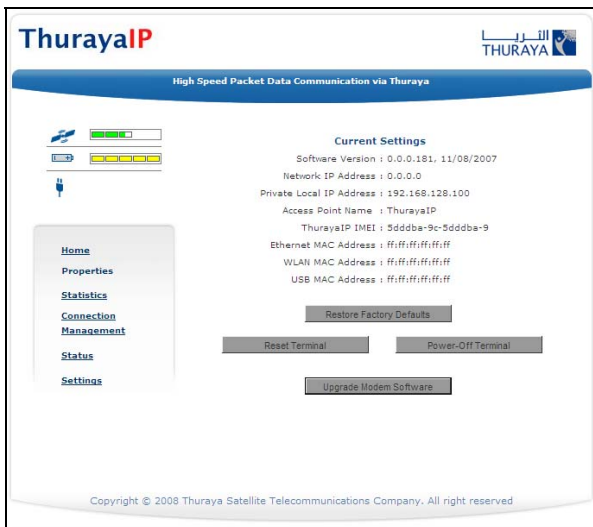 ThurayaIP
الثريا
THURAYA
High Speed Packet Data Communication via Thuraya
Home
Properties
Statistics
Connection
Management
Status
Settings
Current Settings
Software Version : 0.0.0.181, 11/08/2007
Network IP Address : 0.0.0.0
Private Local IP Address : 192.168.128.100
Access Point Name : ThurayaIP
ThurayaIP IMEI : 5dddba-9c-5dddba-9
Ethernet MAC Address : ff:ff:ff:ff:ff:ff
WLAN MAC Address : ff:ff:ff:ff:ff:ff
USB MAC Address : ff:ff:ff:ff:ff:ff
Restore Factory Defaults
Reset Terminal
Power-Off Terminal
Upgrade Modem Software
Copyright © 2008 Thuraya Satellite Telecommunications Company. All right reserved